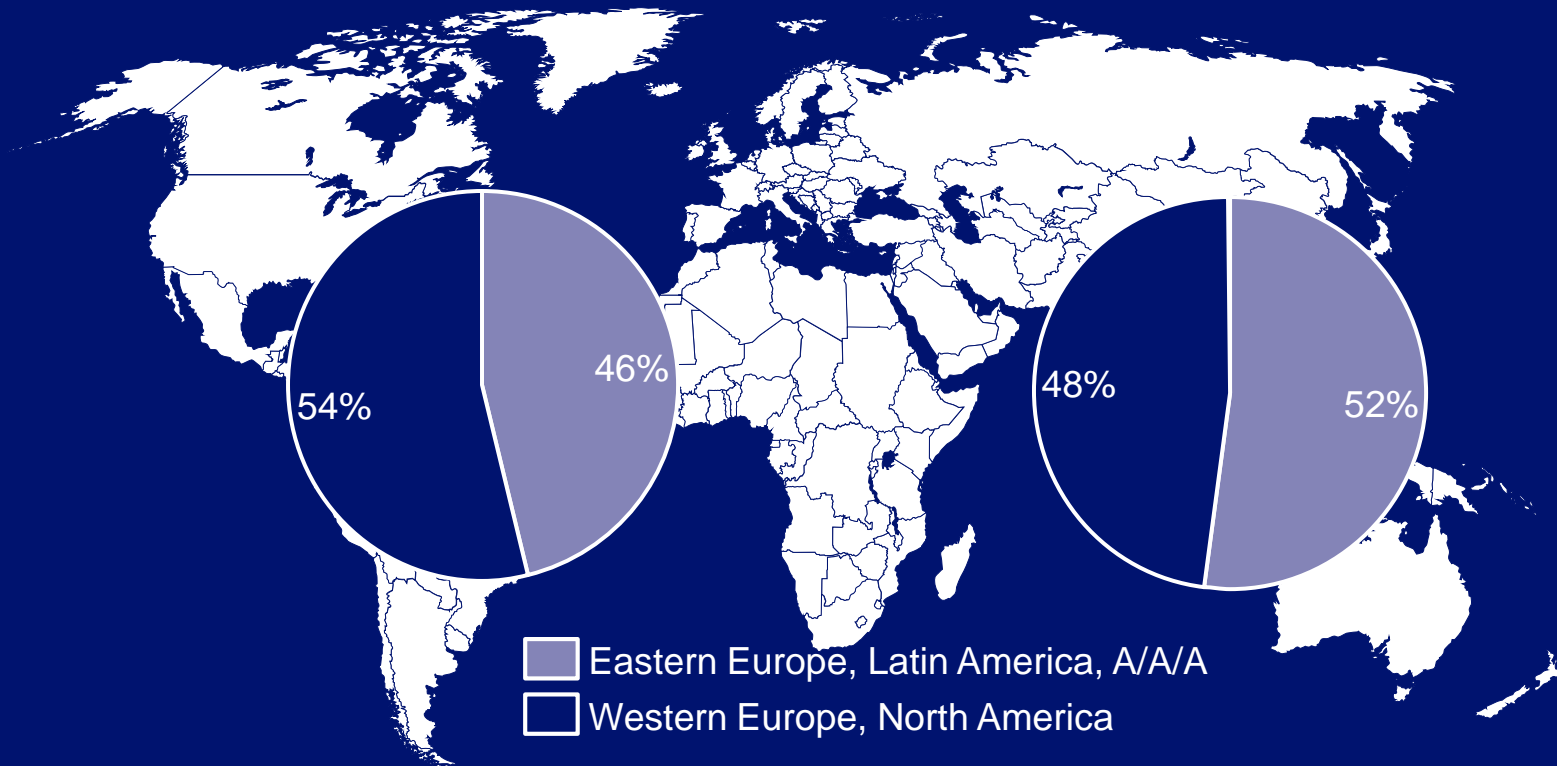 46%
54%
48%
52%
Eastern Europe, Latin America, A/A/A
Western Europe, North America